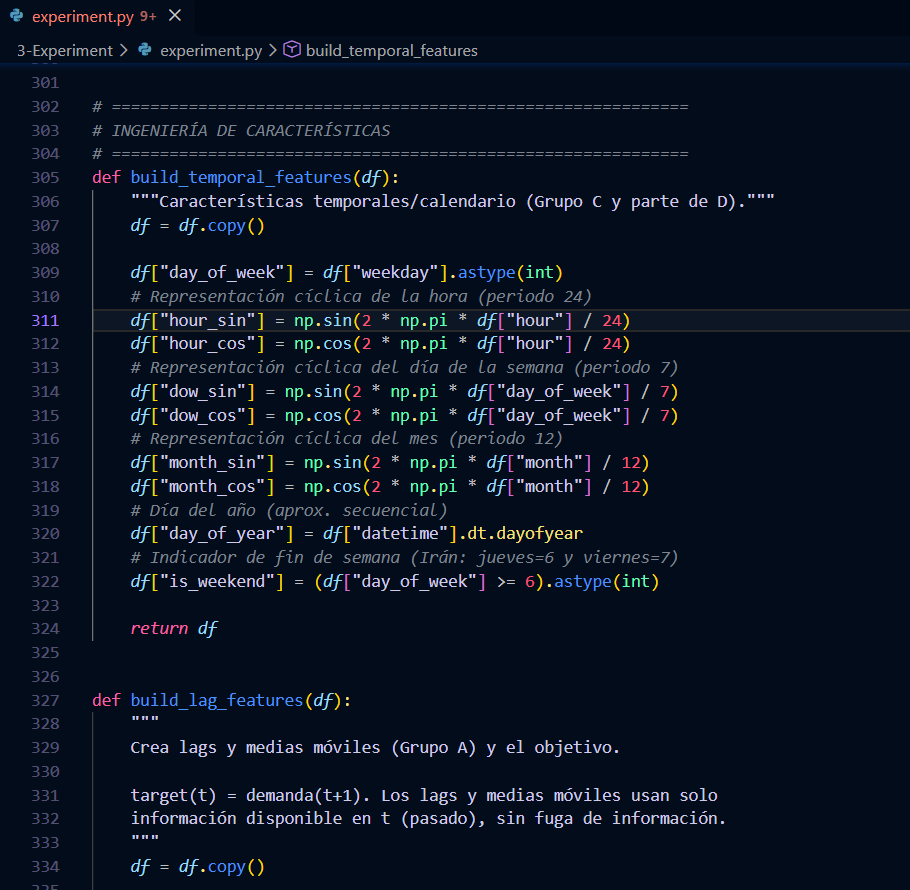 experiment.py 9+
3-Experiment > experiment.py > build_temporal_features
301
302 # ============================================================
303 # INGENIERÍA DE CARACTERÍSTICAS
304 # ============================================================
305 def build_temporal_features(df):
306     """Características temporales/calendario (Grupo C y parte de D)."""
307     df = df.copy()
308
309     df["day_of_week"] = df["weekday"].astype(int)
310     # Representación cíclica de la hora (periodo 24)
311     df["hour_sin"] = np.sin(2 * np.pi * df["hour"] / 24)
312     df["hour_cos"] = np.cos(2 * np.pi * df["hour"] / 24)
313     # Representación cíclica del día de la semana (periodo 7)
314     df["dow_sin"] = np.sin(2 * np.pi * df["day_of_week"] / 7)
315     df["dow_cos"] = np.cos(2 * np.pi * df["day_of_week"] / 7)
316     # Representación cíclica del mes (periodo 12)
317     df["month_sin"] = np.sin(2 * np.pi * df["month"] / 12)
318     df["month_cos"] = np.cos(2 * np.pi * df["month"] / 12)
319     # Día del año (aprox. secuencial)
320     df["day_of_year"] = df["datetime"].dt.dayofyear
321     # Indicador de fin de semana (Irán: jueves=6 y viernes=7)
322     df["is_weekend"] = (df["day_of_week"] >= 6).astype(int)
323
324     return df
325
326
327 def build_lag_features(df):
328     """
329     Crea lags y medias móviles (Grupo A) y el objetivo.
330
331     target(t) = demanda(t+1). Los lags y medias móviles usan solo
332     información disponible en t (pasado), sin fuga de información.
333     """
334     df = df.copy()